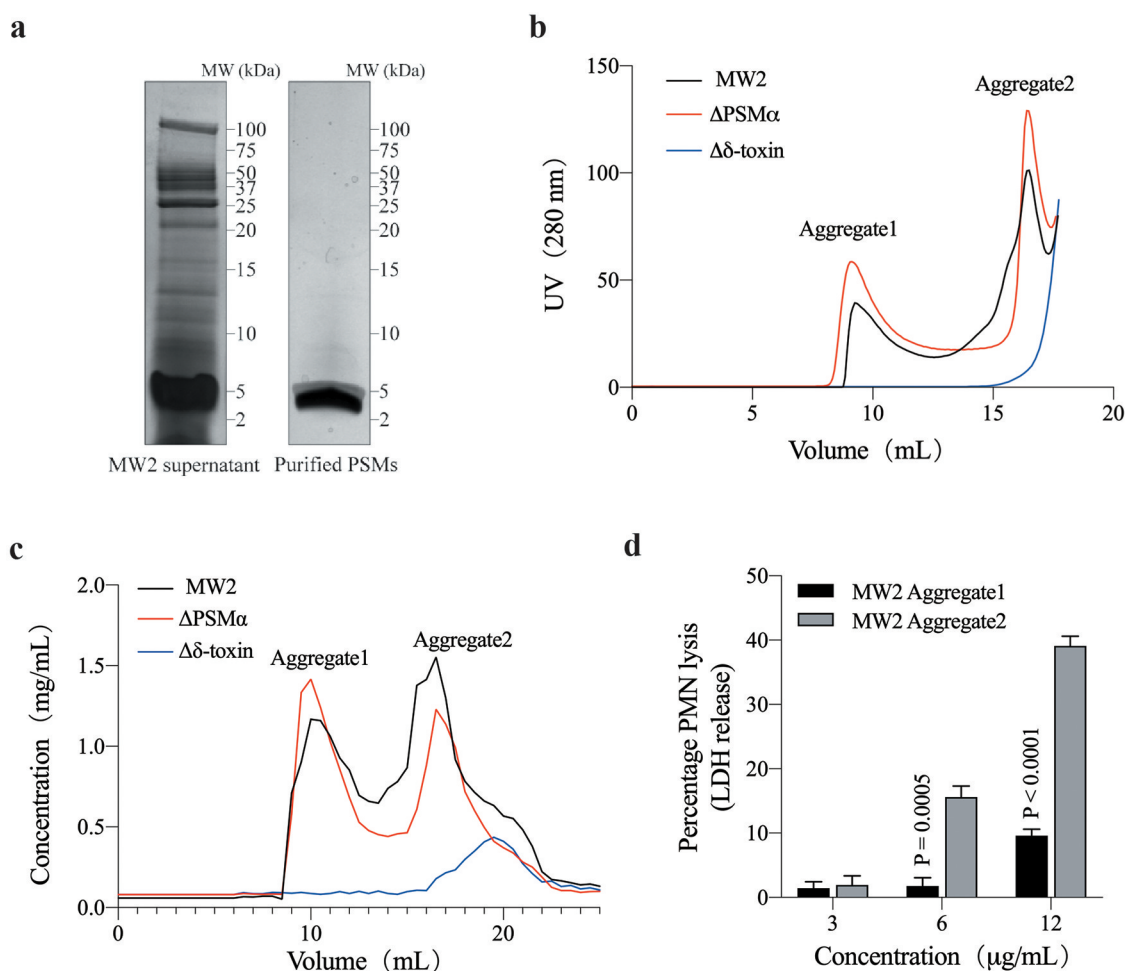 a
MW (kDa)
100
75
50
37
25
20
15
10
5
2
MW2 supernatant
MW (kDa)
100
75
50
37
25
20
15
10
5
2
Purified PSMs
b
150
100
50
0
UV（280 nm）
MW2
ΔPSMα
Δδ-toxin
Aggregate1
Aggregate2
0
5
10
15
20
Volume（mL）
c
2.0
1.5
1.0
0.5
0.0
Concentration（mg/mL）
MW2
ΔPSMα
Δδ-toxin
Aggregate1
Aggregate2
0
10
20
Volume（mL）
d
50
40
30
20
10
0
Percentage PMN lysis
(LDH release)
MW2 Aggregate1
MW2 Aggregate2
P = 0.0005
P < 0.0001
3
6
12
Concentration（μg/mL）